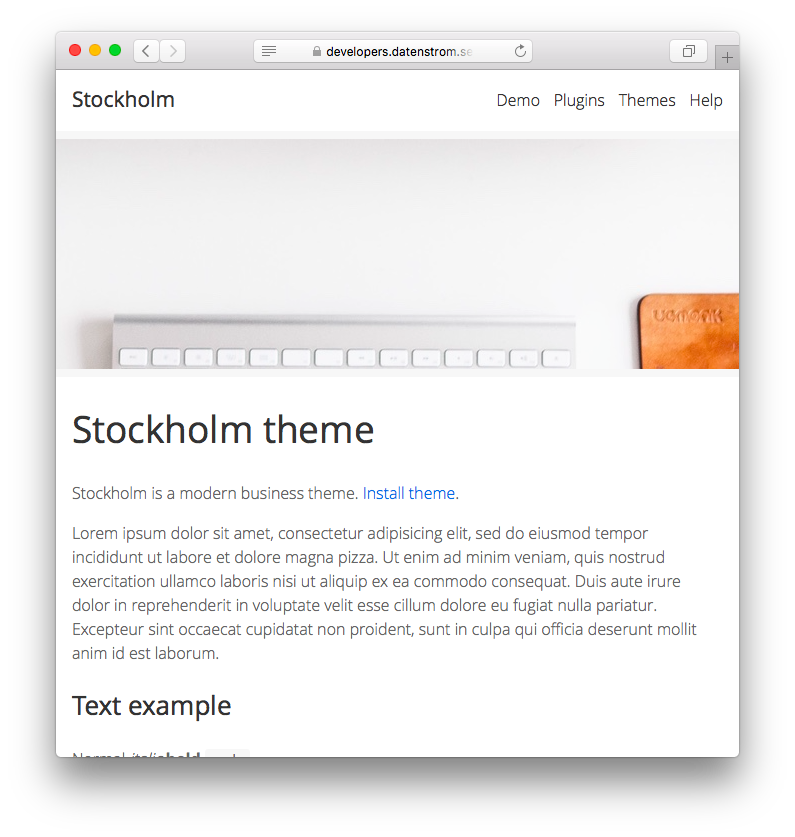 developers.datenstrom.se
Stockholm
Demo Plugins Themes Help
Stockholm theme
Stockholm is a modern business theme. Install theme.
Lorem ipsum dolor sit amet, consectetur adipisicing elit, sed do eiusmod tempor
incididunt ut labore et dolore magna pizza. Ut enim ad minim veniam, quis nostrud
exercitation ullamco laboris nisi ut aliquip ex ea commodo consequat. Duis aute irure
dolor in reprehenderit in voluptate velit esse cillum dolore eu fugiat nulla pariatur.
Excepteur sint occaecat cupidatat non proident, sunt in culpa qui officia deserunt mollit
anim id est laborum.
Text example